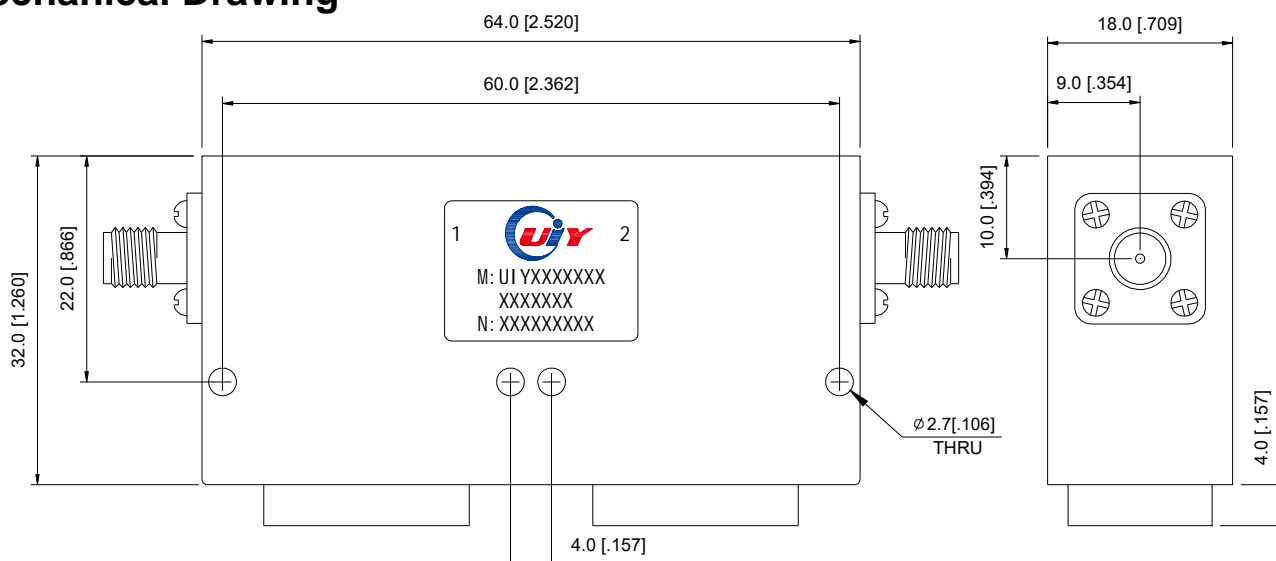 Mechanical Drawing
64.0 [2.520]
18.0 [.709]
60.0 [2.362]
9.0 [.354]
32.0 [1.260]
22.0 [.866]
10.0 [.394]
1
UiY
2
M: UIYXXXXXXX
XXXXXXX
N: XXXXXXXXX
⌀2.7[.106]
THRU
4.0 [.157]
4.0 [.157]